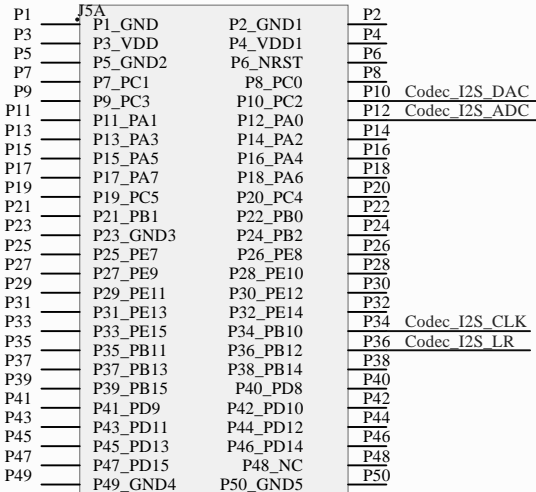 J5A
P1 P1_GND P2_GND1 P2
P3 P3_VDD P4_VDD1 P4
P5 P5_GND2 P6_NRST P6
P7 P7_PC1 P8_PC0 P8
P9 P9_PC3 P10_PC2 P10 Codec_I2S_DAC
P11 P11_PA1 P12_PA0 P12 Codec_I2S_ADC
P13 P13_PA3 P14_PA2 P14
P15 P15_PA5 P16_PA4 P16
P17 P17_PA7 P18_PA6 P18
P19 P19_PC5 P20_PC4 P20
P21 P21_PB1 P22_PB0 P22
P23 P23_GND3 P24_PB2 P24
P25 P25_PE7 P26_PE8 P26
P27 P27_PE9 P28_PE10 P28
P29 P29_PE11 P30_PE12 P30
P31 P31_PE13 P32_PE14 P32
P33 P33_PE15 P34_PB10 P34 Codec_I2S_CLK
P35 P35_PB11 P36_PB12 P36 Codec_I2S_LR
P37 P37_PB13 P38_PB14 P38
P39 P39_PB15 P40_PD8 P40
P41 P41_PD9 P42_PD10 P42
P43 P43_PD11 P44_PD12 P44
P45 P45_PD13 P46_PD14 P46
P47 P47_PD15 P48_NC P48
P49 P49_GND4 P50_GND5 P50